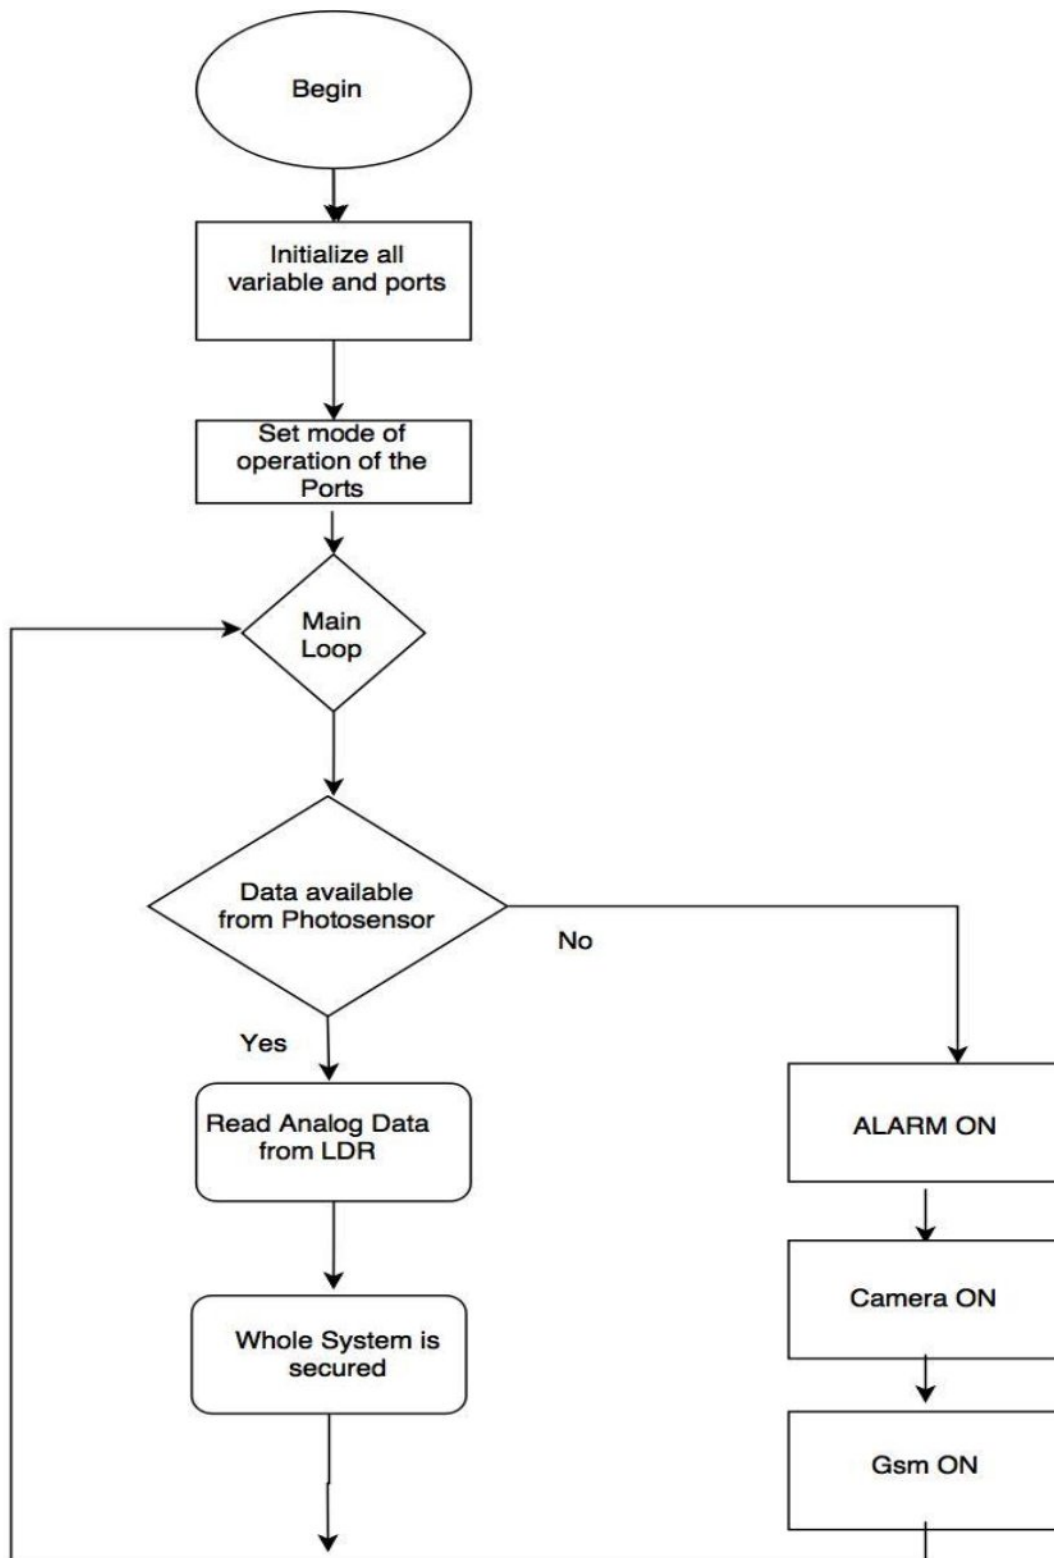 Begin
Initialize all
variable and ports
Set mode of
operation of the
Ports
Main
Loop
Data available
from Photosensor
No
Yes
Read Analog Data
from LDR
ALARM ON
Camera ON
Whole System is
secured
Gsm ON